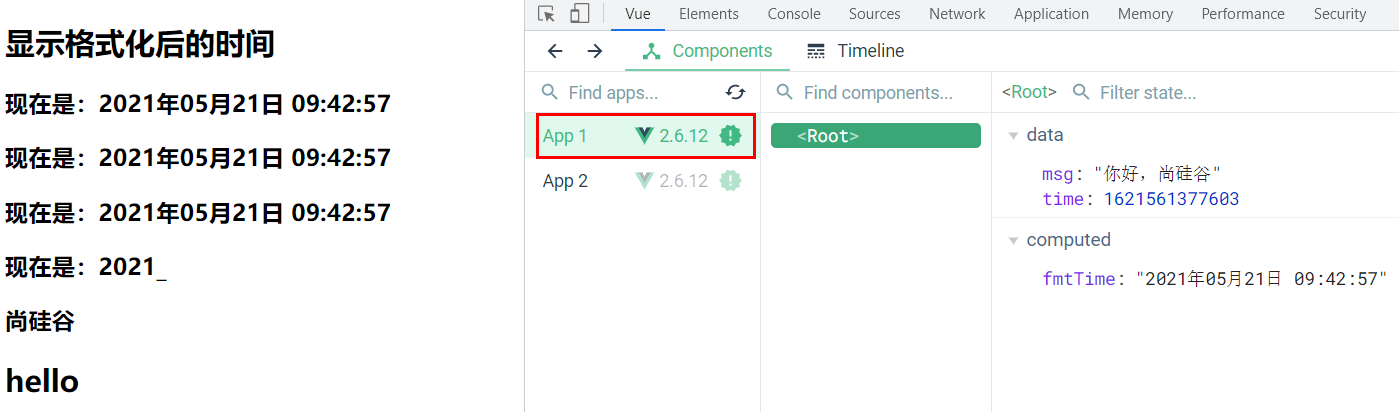 显示格式化后的时间
现在是：2021年05月21日 09:42:57
现在是：2021年05月21日 09:42:57
现在是：2021年05月21日 09:42:57
现在是：2021_
尚硅谷
hello
Vue Elements Console Sources Network Application Memory Performance Security
Components Timeline
Find apps...
App 1 2.6.12
App 2 2.6.12
Find components...
<Root>
<Root> Filter state...
data
msg: "你好，尚硅谷"
time: 1621561377603
computed
fmtTime: "2021年05月21日 09:42:57"